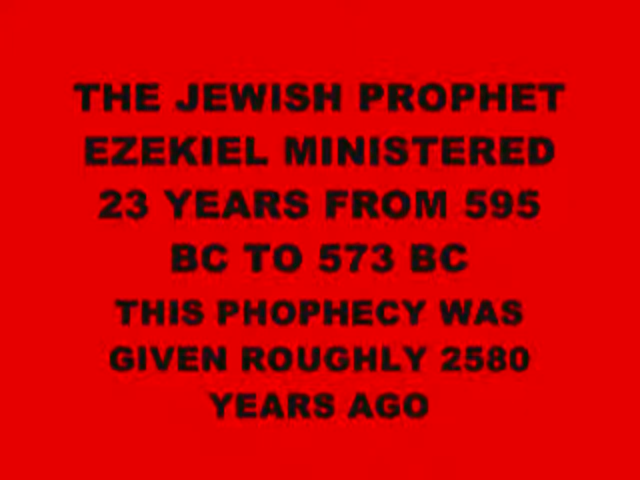 THE JEWISH PROPHET
EZEKIEL MINISTERED
23 YEARS FROM 595
BC TO 573 BC
THIS PHOPHECY WAS
GIVEN ROUGHLY 2580
YEARS AGO